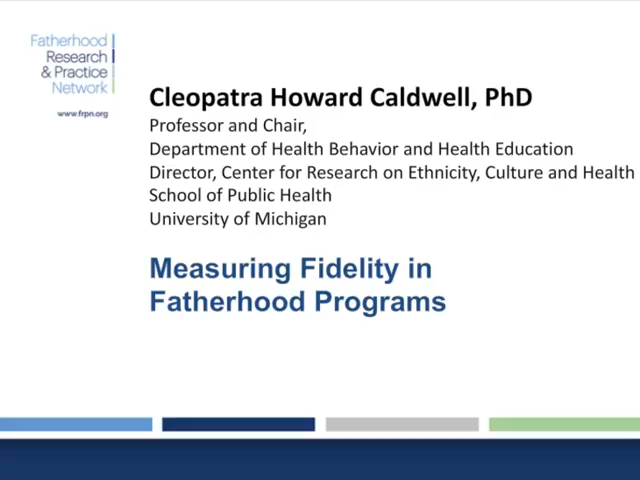 Fatherhood
Research
& Practice
Network
www.frpn.org
Cleopatra Howard Caldwell, PhD
Professor and Chair,
Department of Health Behavior and Health Education
Director, Center for Research on Ethnicity, Culture and Health
School of Public Health
University of Michigan
Measuring Fidelity in
Fatherhood Programs